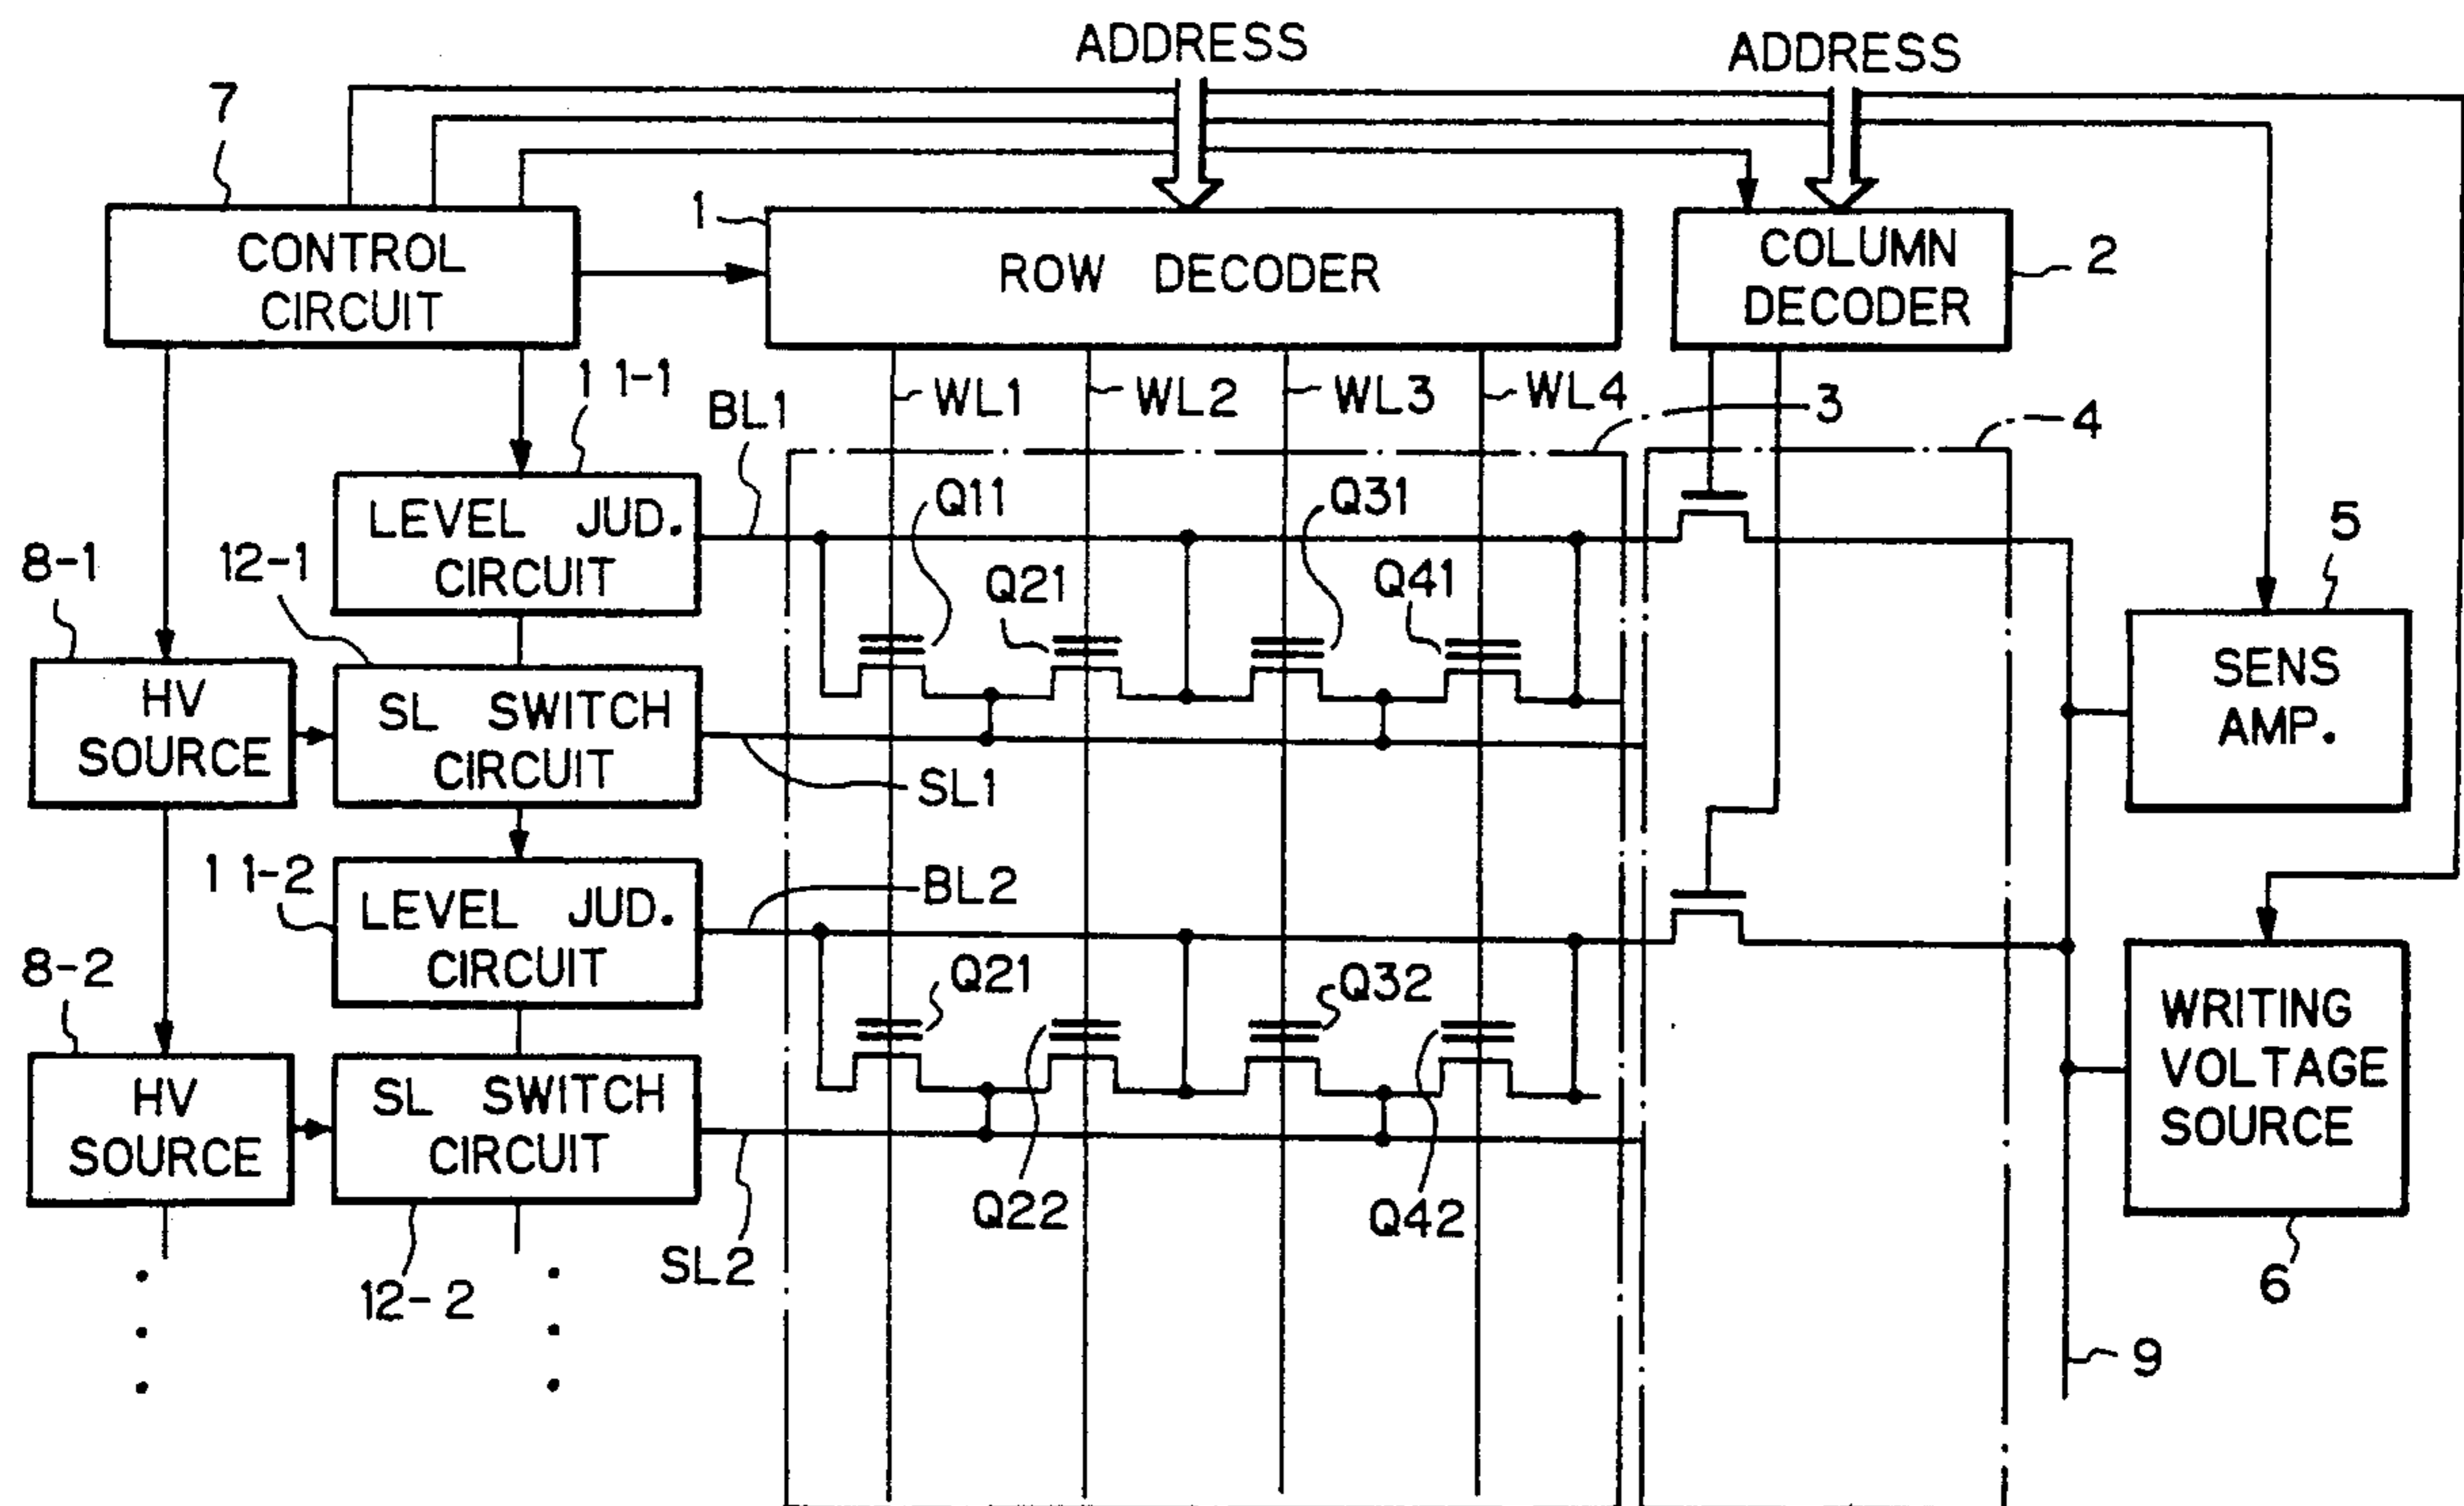 ADDRESS
ADDRESS
7
1
CONTROL
CIRCUIT
ROW DECODER
COLUMN
DECODER
2
11-1
BL1
WL1
WL2
WL3
WL4
3
4
LEVEL JUD.
CIRCUIT
Q11
Q31
5
8-1
12-1
Q21
Q41
HV
SOURCE
SL SWITCH
CIRCUIT
SENS
AMP.
SL1
11-2
LEVEL JUD.
CIRCUIT
BL2
8-2
Q21
Q32
WRITING
VOLTAGE
SOURCE
HV
SOURCE
SL SWITCH
CIRCUIT
Q22
Q42
SL2
12-2
6
9